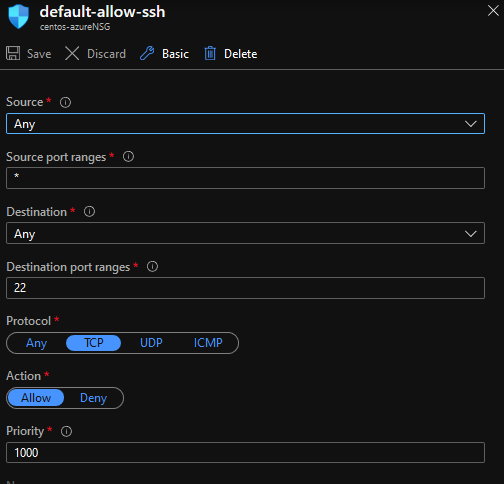 default-allow-ssh
centos-azureNSG
Save Discard Basic Delete
Source *
Any
Source port ranges *
*
Destination *
Any
Destination port ranges *
22
Protocol *
Any TCP UDP ICMP
Action *
Allow Deny
Priority *
1000